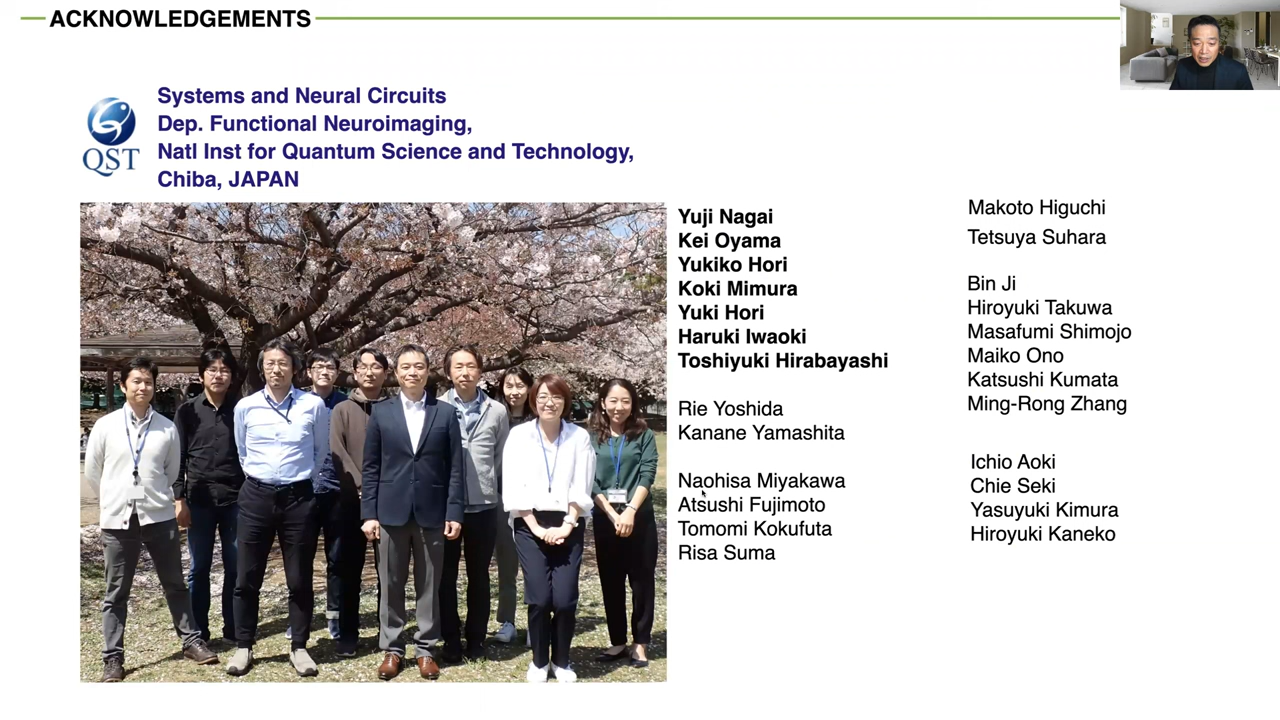 ACKNOWLEDGEMENTS
QST
Systems and Neural Circuits
Dep. Functional Neuroimaging,
Natl Inst for Quantum Science and Technology,
Chiba, JAPAN
Yuji Nagai
Kei Oyama
Yukiko Hori
Koki Mimura
Yuki Hori
Haruki Iwaoki
Toshiyuki Hirabayashi
Rie Yoshida
Kanane Yamashita
Naohisa Miyakawa
Atsushi Fujimoto
Tomomi Kokufuta
Risa Suma
Makoto Higuchi
Tetsuya Suhara
Bin Ji
Hiroyuki Takuwa
Masafumi Shimojo
Maiko Ono
Katsushi Kumata
Ming-Rong Zhang
Ichio Aoki
Chie Seki
Yasuyuki Kimura
Hiroyuki Kaneko